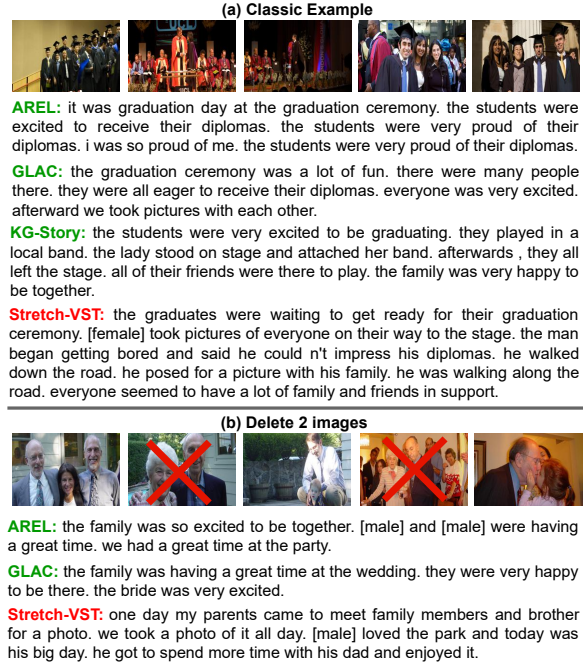 (a) Classic Example
AREL: it was graduation day at the graduation ceremony. the students were
excited to receive their diplomas. the students were very proud of their
diplomas. i was so proud of me. the students were very proud of their diplomas.
GLAC: the graduation ceremony was a lot of fun. there were many people
there. they were all eager to receive their diplomas. everyone was very excited.
afterward we took pictures with each other.
KG-Story: the students were very excited to be graduating. they played in a
local band. the lady stood on stage and attached her band. afterwards , they all
left the stage. all of their friends were there to play. the family was very happy to
be together.
Stretch-VST: the graduates were waiting to get ready for their graduation
ceremony. [female] took pictures of everyone on their way to the stage. the man
began getting bored and said he could n't impress his diplomas. he walked
down the road. he posed for a picture with his family. he was walking along the
road. everyone seemed to have a lot of family and friends in support.
(b) Delete 2 images
AREL: the family was so excited to be together. [male] and [male] were having
a great time. we had a great time at the party.
GLAC: the family was having a great time at the wedding. they were very happy
to be there. the bride was very excited.
Stretch-VST: one day my parents came to meet family members and brother
for a photo. we took a photo of it all day. [male] loved the park and today was
his big day. he got to spend more time with his dad and enjoyed it.